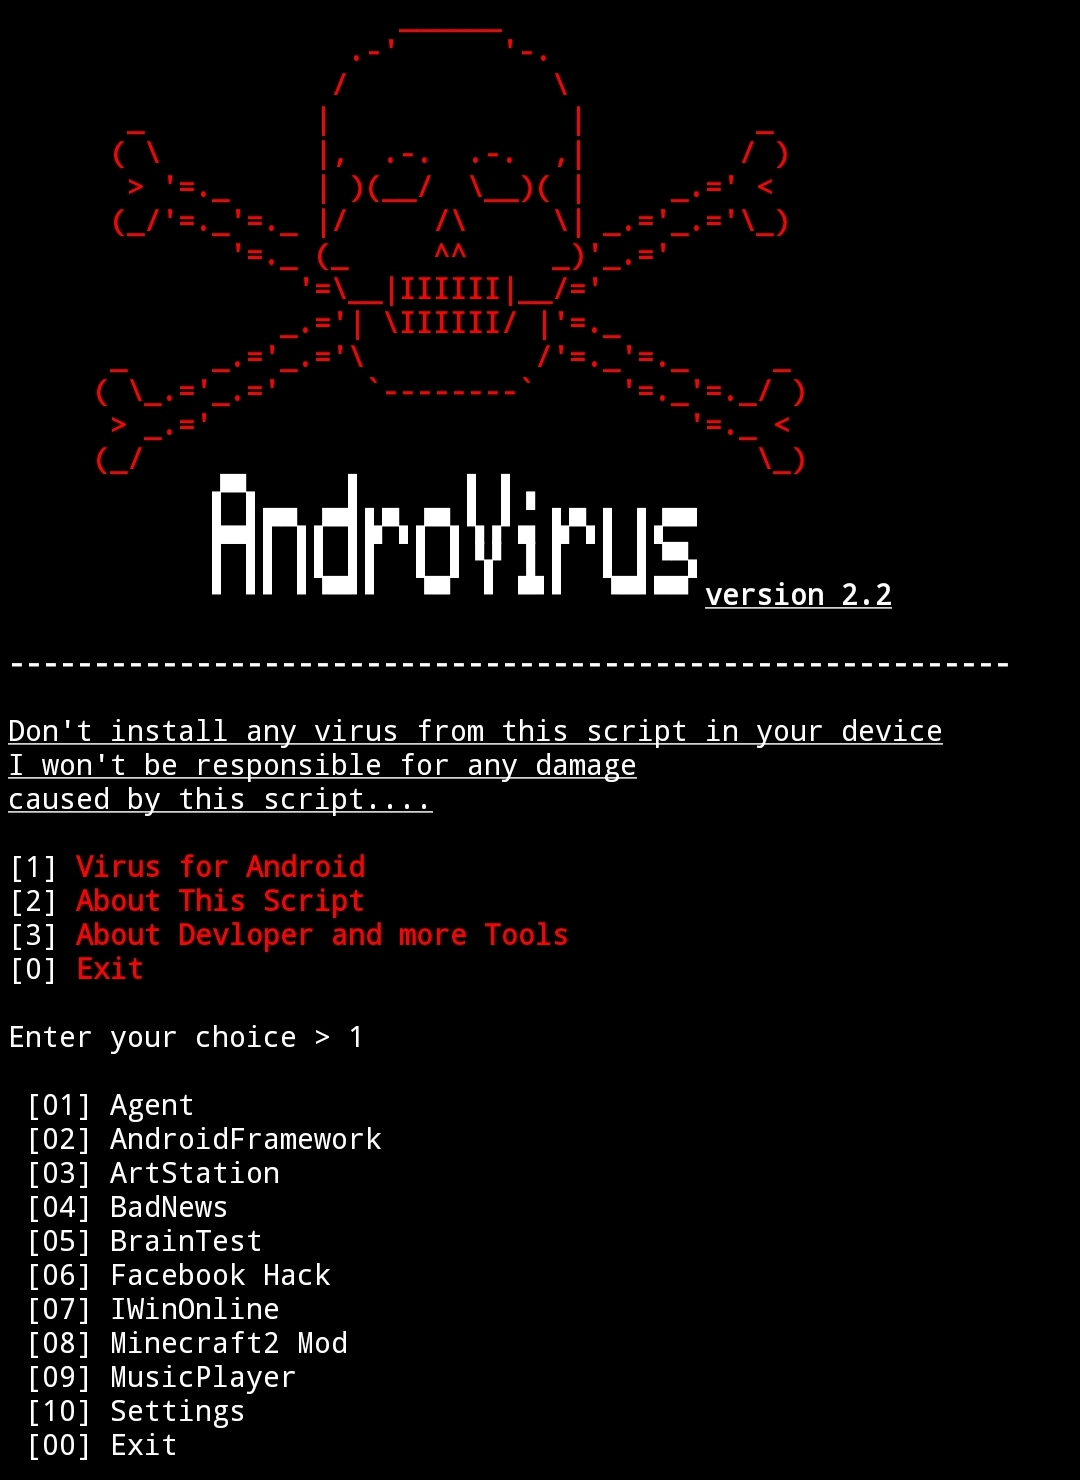 AndroVirus
version 2.2
-----------------------------------------------------------
Don't install any virus from this script in your device
I won't be responsible for any damage
caused by this script....
[1] Virus for Android
[2] About This Script
[3] About Devloper and more Tools
[0] Exit
Enter your choice > 1
[01] Agent
[02] AndroidFramework
[03] ArtStation
[04] BadNews
[05] BrainTest
[06] Facebook Hack
[07] IWinOnline
[08] Minecraft2 Mod
[09] MusicPlayer
[10] Settings
[00] Exit